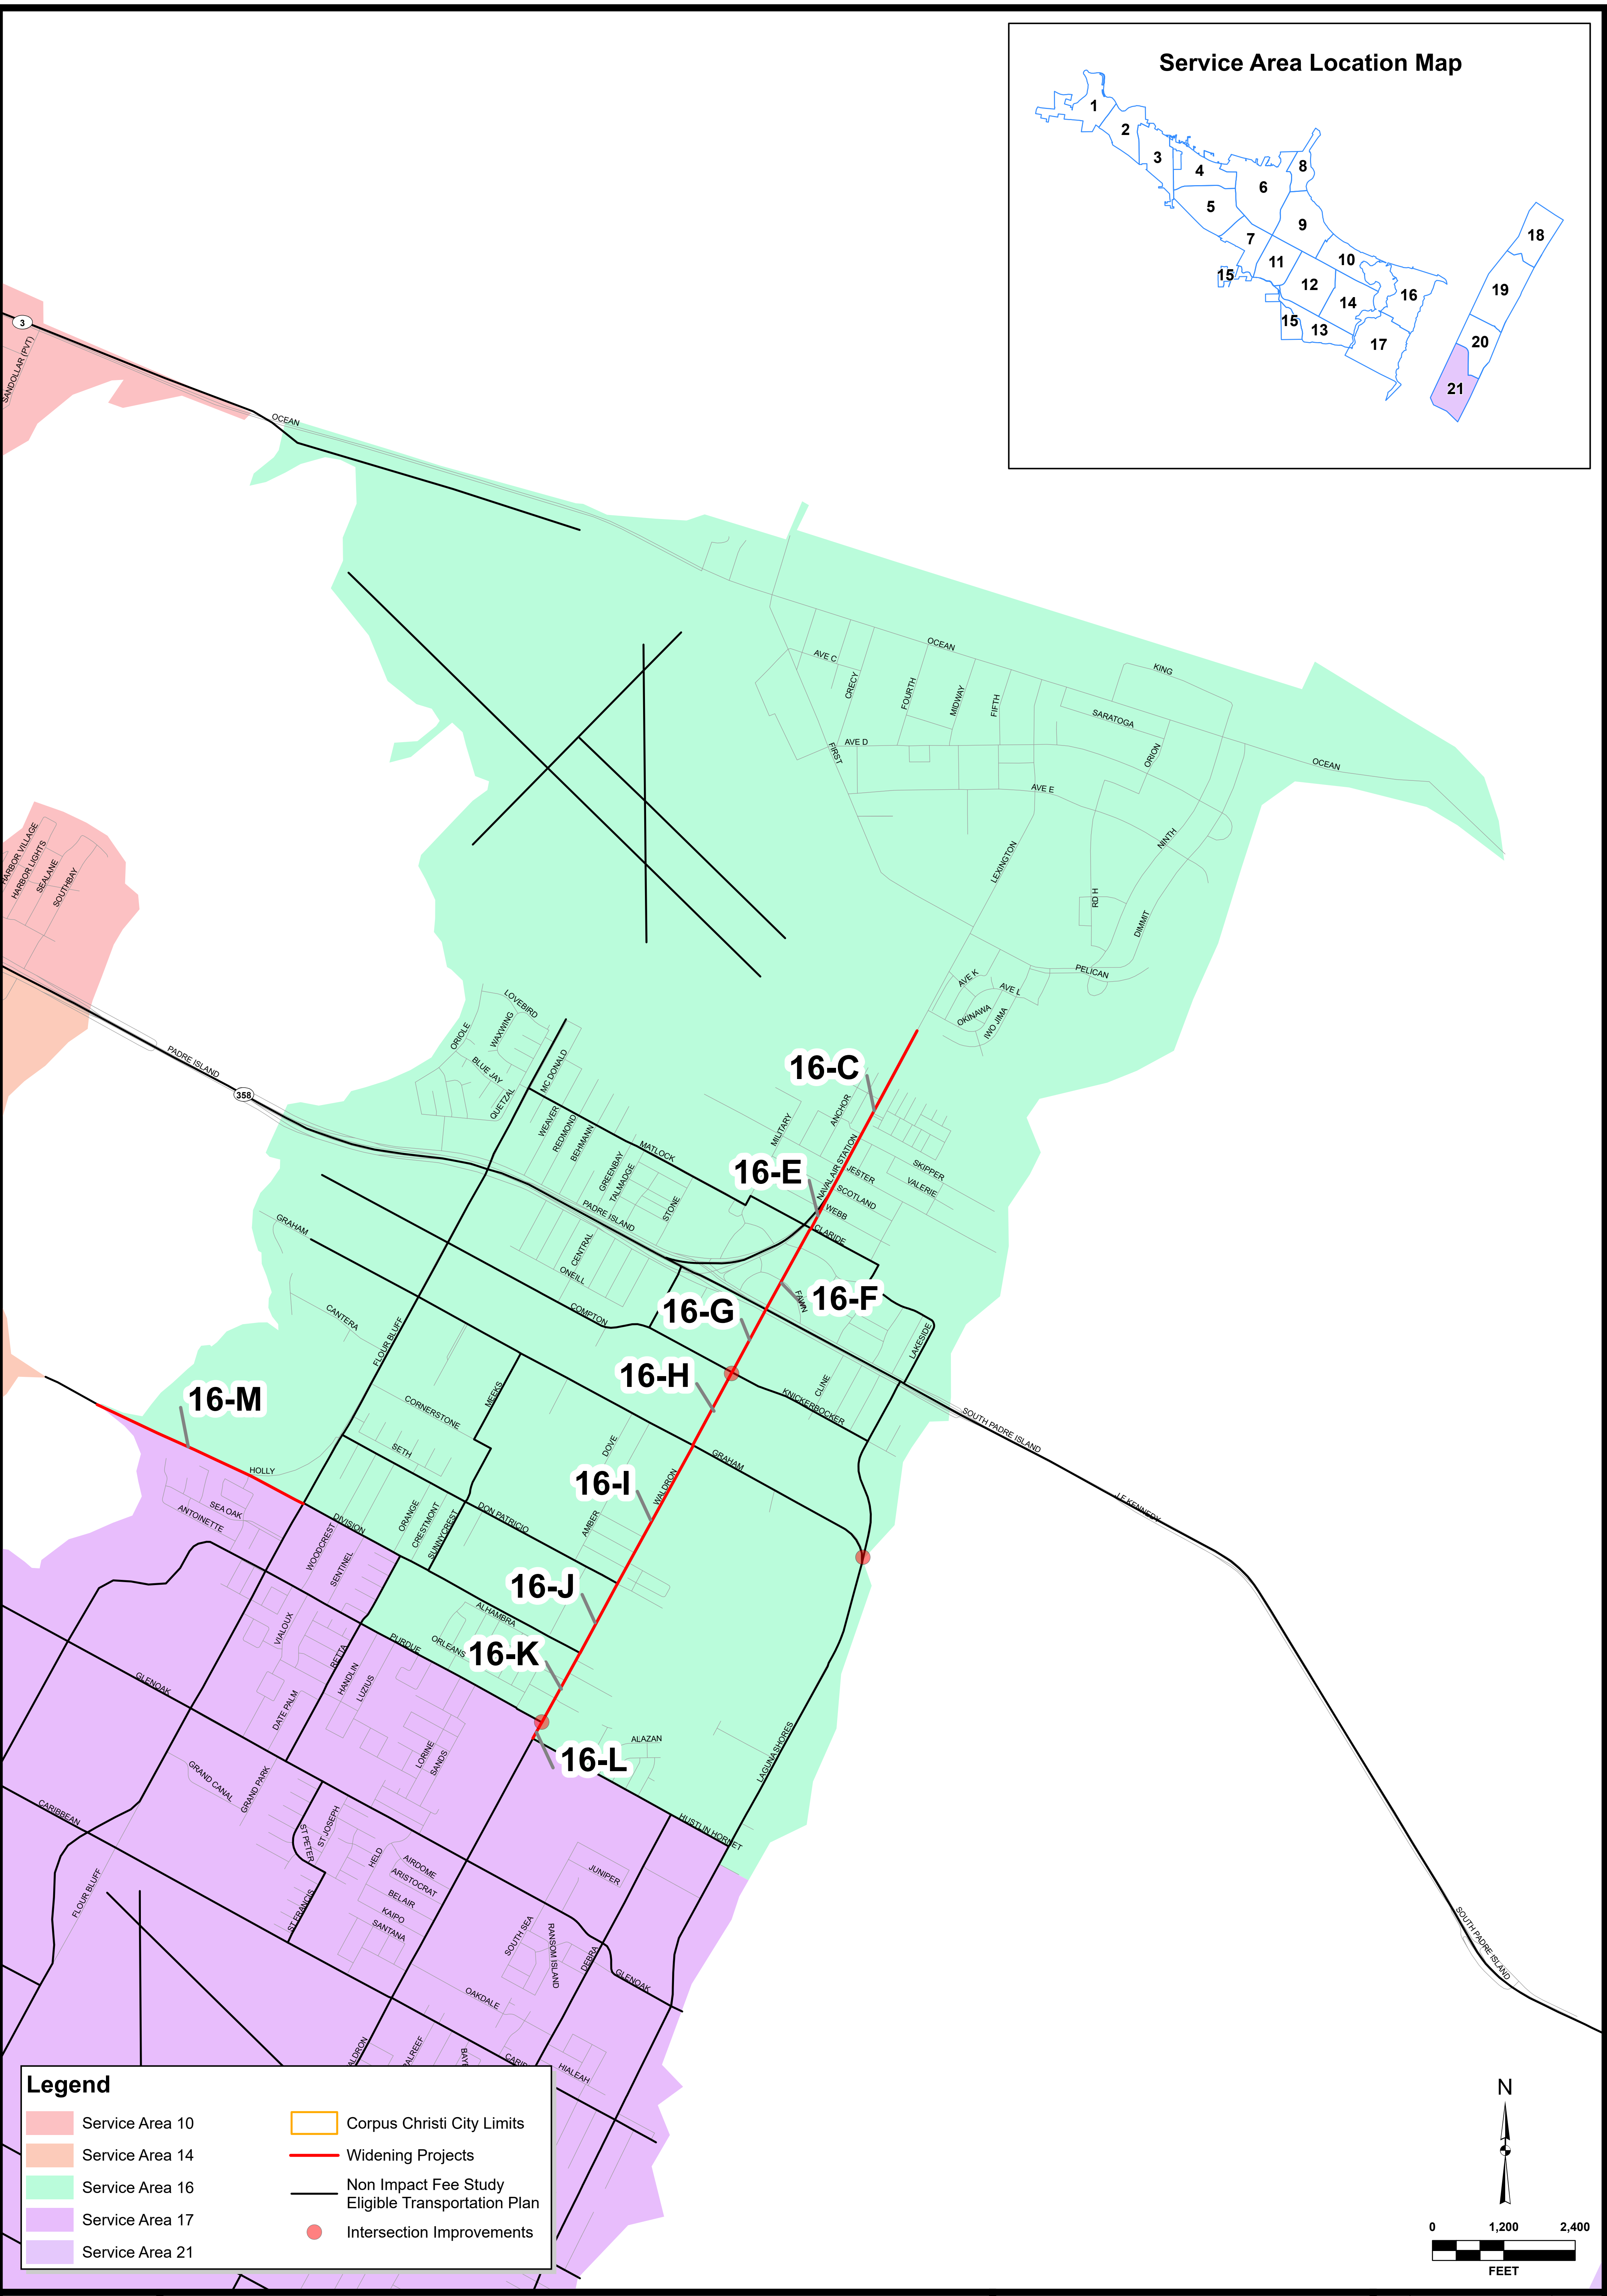 Service Area Location Map
1
2
3
4
5
6
7
8
9
10
11
12
13
14
15
15
16
17
18
19
20
21
3
SANDOLLAR (PVT)
OCEAN
OCEAN
KING
AVE C
CRECY
FOURTH
MIDWAY
FIFTH
SARATOGA
ORION
OCEAN
FIRST
AVE D
AVE E
NINTH
LEXINGTON
RD H
DIMMIT
HARBOR VILLAGE
HARBOR LIGHTS
SEALANE
SOUTHBAY
PELICAN
AVE K
AVE L
OKINAWA
IWO JIMA
LOVEBIRD
ORIOLE
WAXWING
BLUE JAY
QUETZAL
MC DONALD
PADRE ISLAND
358
16-C
WEAVER
REDMOND
BEHMANN
MATLOCK
MILITARY
ANCHOR
NAVAL AIR STATION
16-E
SKIPPER
JESTER
VALERIE
SCOTLAND
WEBB
CLARIDE
GREENBAY
TALMADGE
STONE
PADRE ISLAND
GRAHAM
CENTRAL
ONEILL
COMPTON
16-F
FAWN
16-G
CANTERA
FLOUR BLUFF
LAKESIDE
16-H
CLINE
KNICKERBOCKER
16-M
MEEKS
CORNERSTONE
SOUTH PADRE ISLAND
SETH
DOVE
GRAHAM
HOLLY
16-I
WALDRON
LF KENNEDY
SEA OAK
ANTOINETTE
DIVISION
ORANGE
CRESTMONT
SUNNYCREST
DON PATRICIO
AMBER
WOODCREST
SENTINEL
16-J
ALHAMBRA
VIALOUX
PURDUE
ORLEANS
16-K
RETTA
HANDLIN
LUZIUS
GLENOAK
DATE PALM
16-L
ALAZAN
LAGUNA SHORES
LORINE
SANDS
GRAND CANAL
GRAND PARK
CARIBBEAN
ST PETER
ST JOSEPH
HUSTLIN HORNET
HELD
AIRDOME
ARISTOCRAT
BELAIR
KAIPO
SANTANA
JUNIPER
FLOUR BLUFF
ST FRANCIS
SOUTH SEA
RANSOM ISLAND
DEBRA
GLENOAK
OAKDALE
SOUTH PADRE ISLAND
HIALEAH
Legend
Service Area 10
Service Area 14
Service Area 16
Service Area 17
Service Area 21
Corpus Christi City Limits
Widening Projects
Non Impact Fee Study
Eligible Transportation Plan
Intersection Improvements
N
0 1,200 2,400
FEET